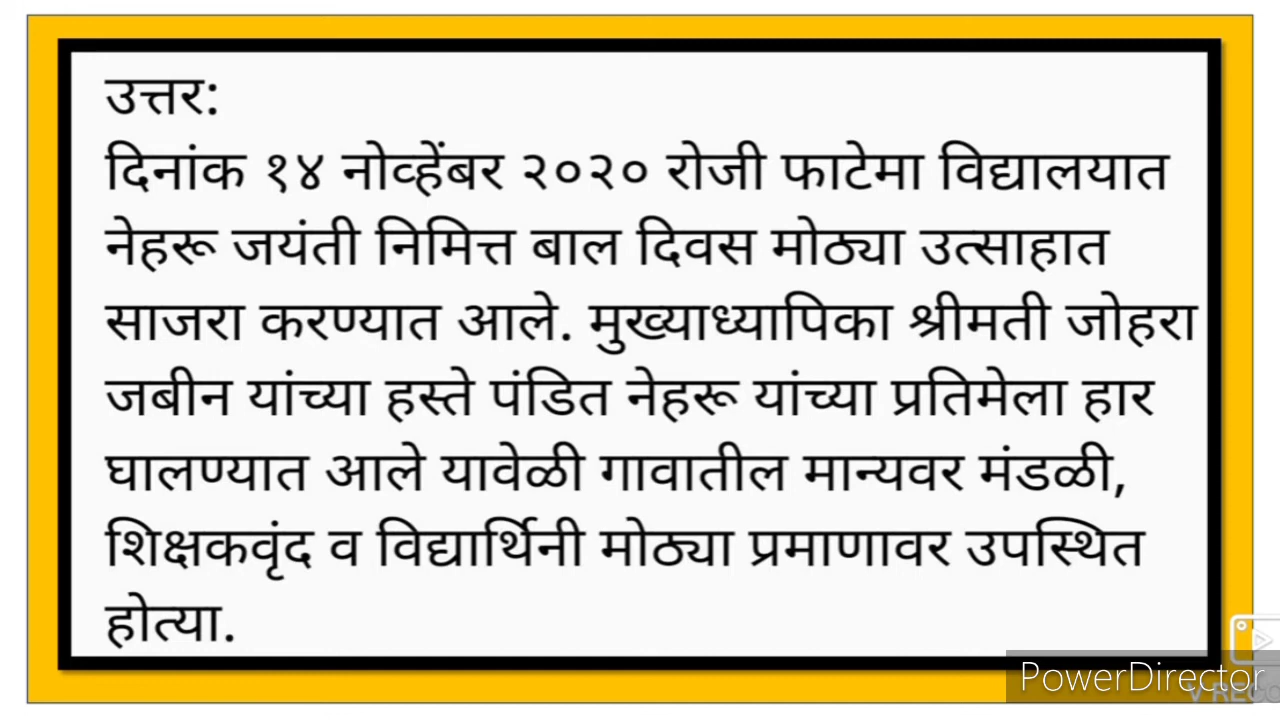 उत्तर:
दिनांक १४ नोव्हेंबर २०२० रोजी फाटेमा विद्यालयात
नेहरू जयंती निमित्त बाल दिवस मोठ्या उत्साहात
साजरा करण्यात आले. मुख्याध्यापिका श्रीमती जोहरा
जबीन यांच्या हस्ते पंडित नेहरू यांच्या प्रतिमेला हार
घालण्यात आले यावेळी गावातील मान्यवर मंडळी,
शिक्षकवृंद व विद्यार्थिनी मोठ्या प्रमाणावर उपस्थित
होत्या.
PowerDirector